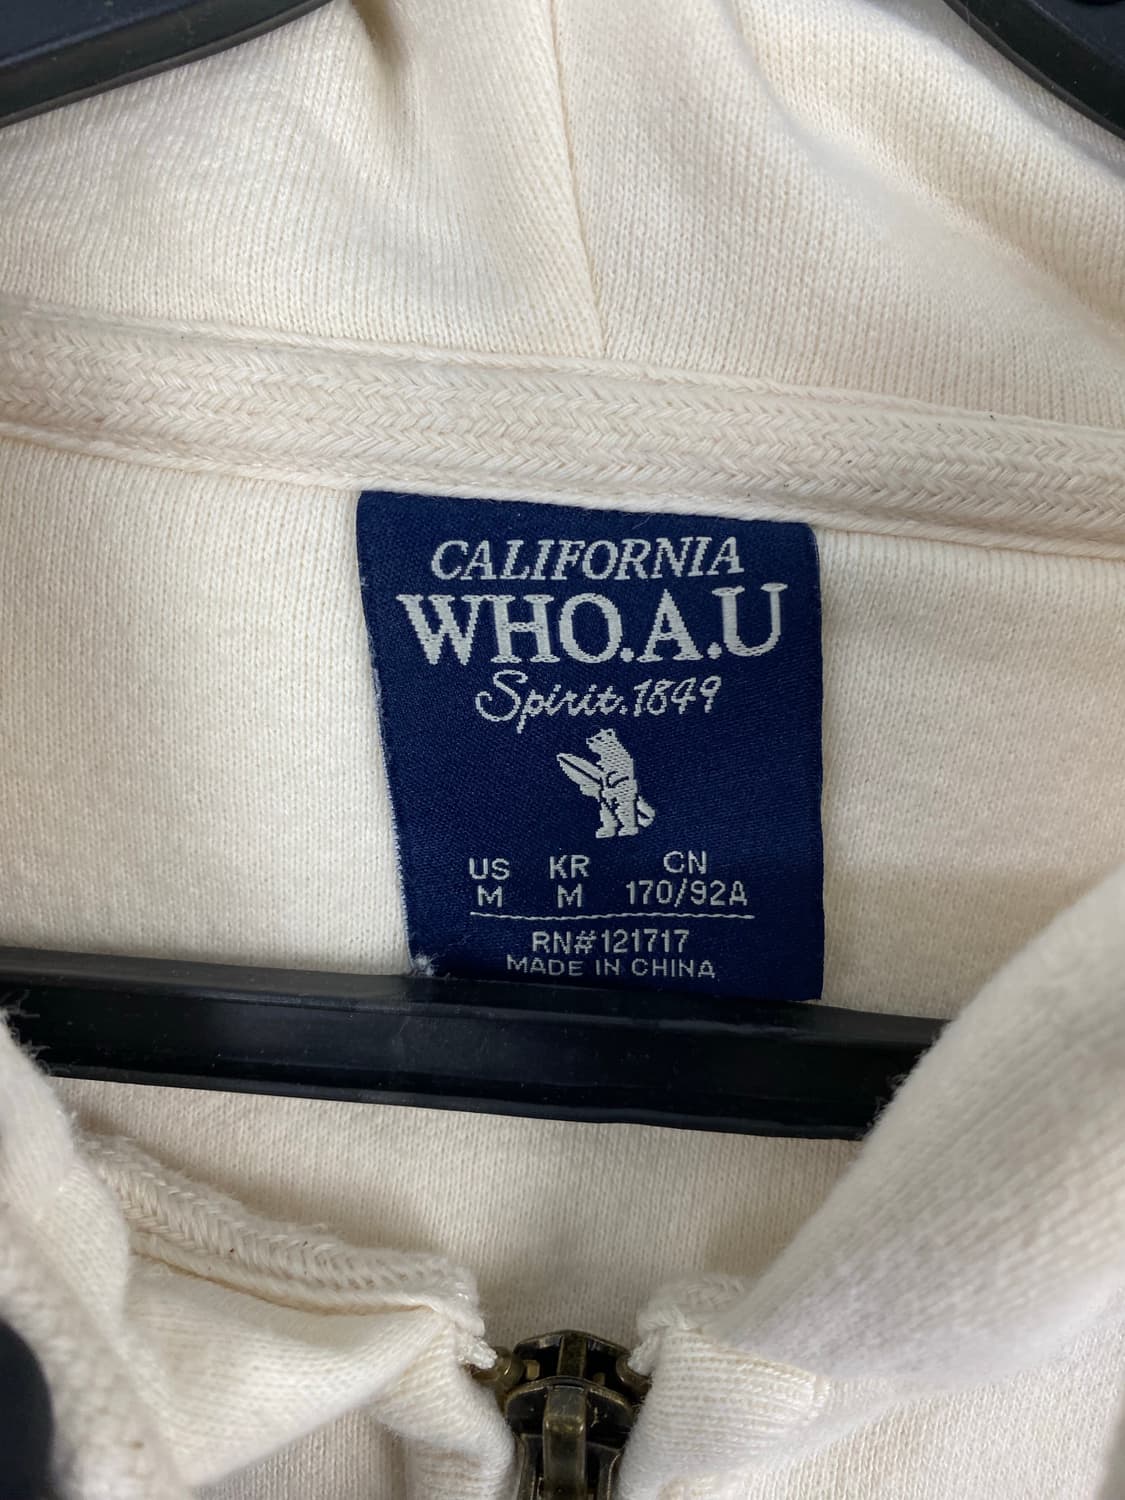 CALIFORNIA
WHO.A.U
Spirit.1849
US KR CN
M M 170/92A
RN#121717
MADE IN CHINA